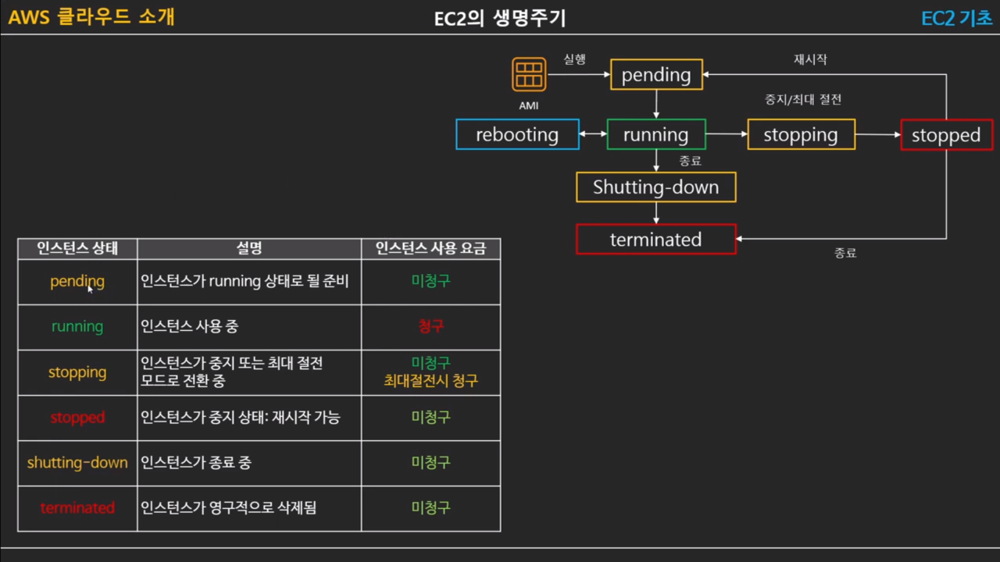 AWS 클라우드 소개
EC2의 생명주기
EC2 기초
실행
pending
재시작
AMI
중지/최대 절전
rebooting
running
stopping
stopped
종료
Shutting-down
terminated
종료
인스턴스 상태 설명 인스턴스 사용 요금
pending 인스턴스가 running 상태로 될 준비 미청구
running 인스턴스 사용 중 청구
stopping 인스턴스가 중지 또는 최대 절전 미청구
모드로 전환 중 최대절전시 청구
stopped 인스턴스가 중지 상태: 재시작 가능 미청구
shutting-down 인스턴스가 종료 중 미청구
terminated 인스턴스가 영구적으로 삭제됨 미청구